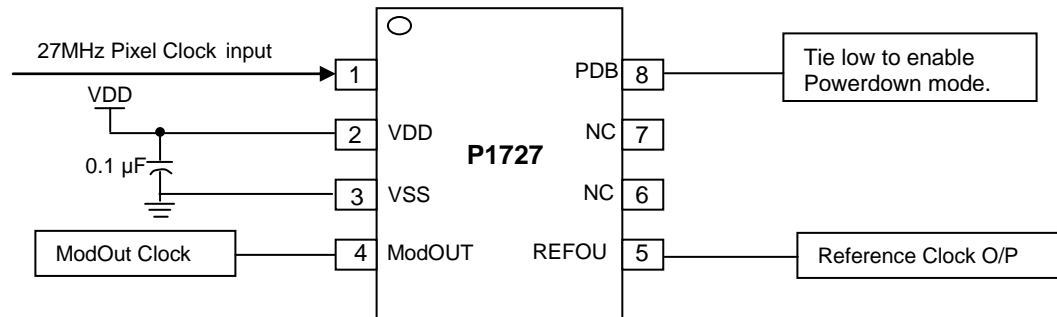 27MHz Pixel Clock input
VDD
0.1 µF
ModOut Clock
1
2
3
4
VDD
VSS
ModOUT
P1727
PDB
NC
NC
REFOU
8
7
6
5
Tie low to enable
Powerdown mode.
Reference Clock O/P